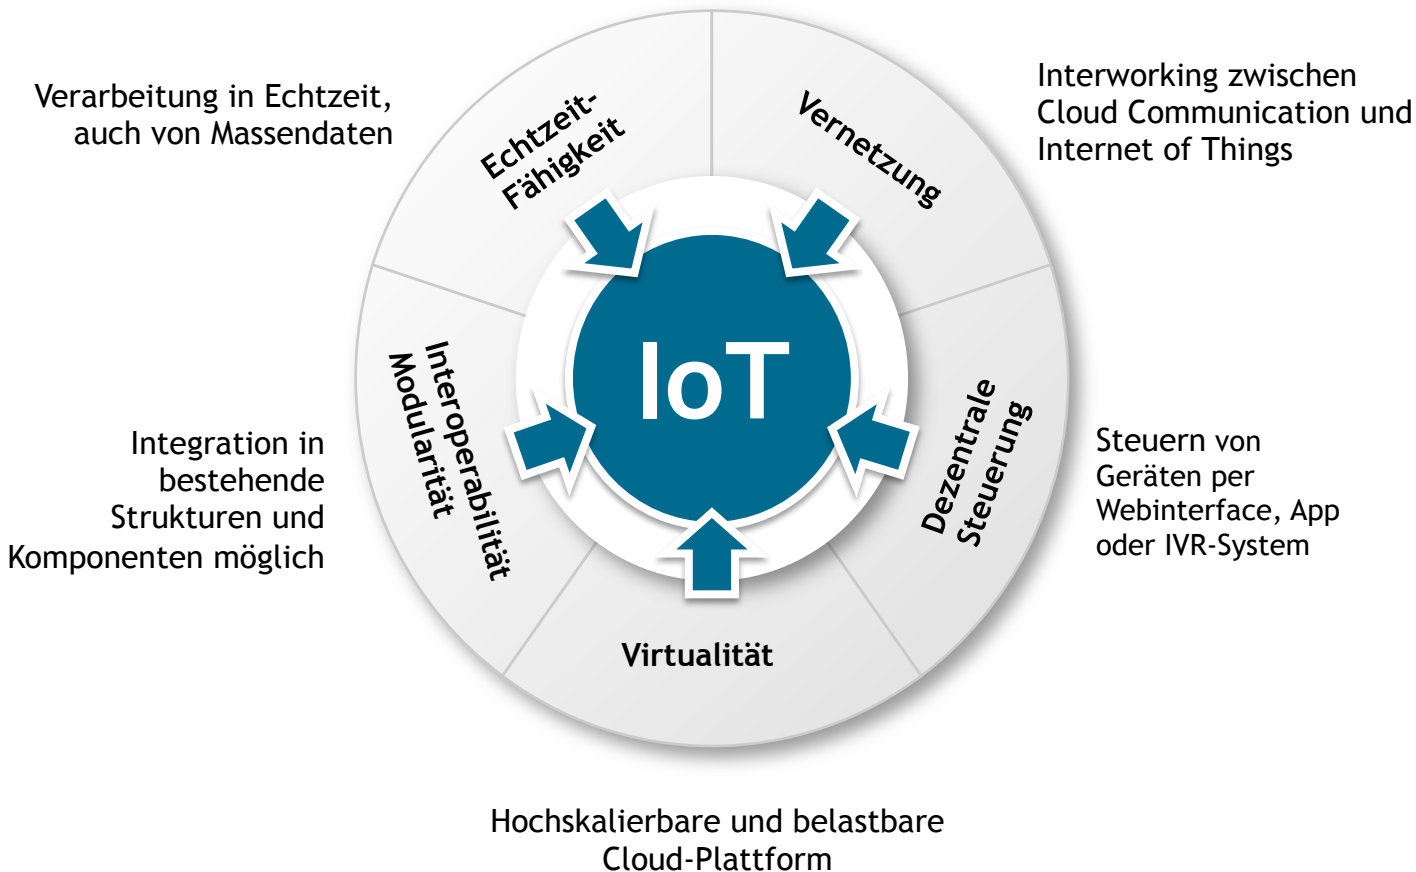 Verarbeitung in Echtzeit,
auch von Massendaten
Echtzeit-
Fähigkeit
Vernetzung
Interworking zwischen
Cloud Communication und
Internet of Things
IoT
Interoperabilität
Modularität
Integration in
bestehende
Strukturen und
Komponenten möglich
Dezentrale
Steuerung
Steuern von
Geräten per
Webinterface, App
oder IVR-System
Virtualität
Hochskalierbare und belastbare
Cloud-Plattform